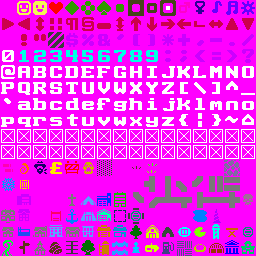 0123456789
@ABCDEFGHIJKLMNO
PQRSTUVWXYZ[\]^_
`abcdefghijklmno
pqrstuvwxyz{¦}~△
£